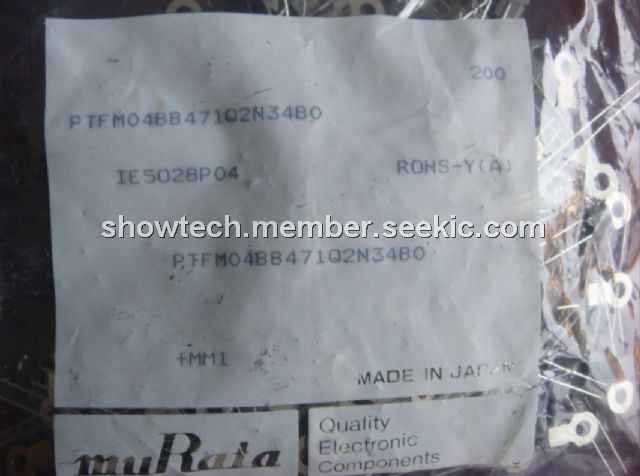 200
PTFM04BB471Q2N34B0
IE5028P04 ROHS-Y(A)
showtech.member.seekic.com
PTFM04BB471Q2N34B0
fMM1
MADE IN JAPAN
muRata
Quality
Electronic
Components